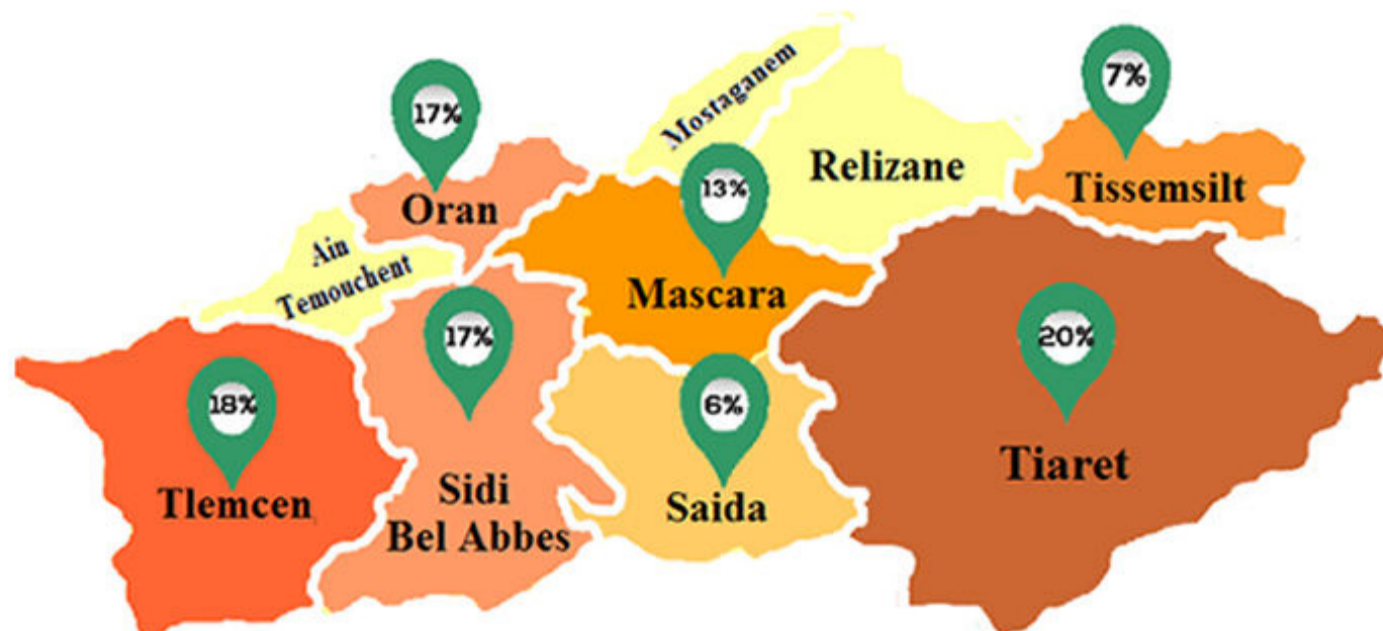 Mostaganem
7%
17%
Relizane
13%
Tissemsilt
Oran
Ain
Temouchent
Mascara
17%
20%
18%
6%
Tiaret
Tlemcen
Sidi
Bel Abbes
Saida